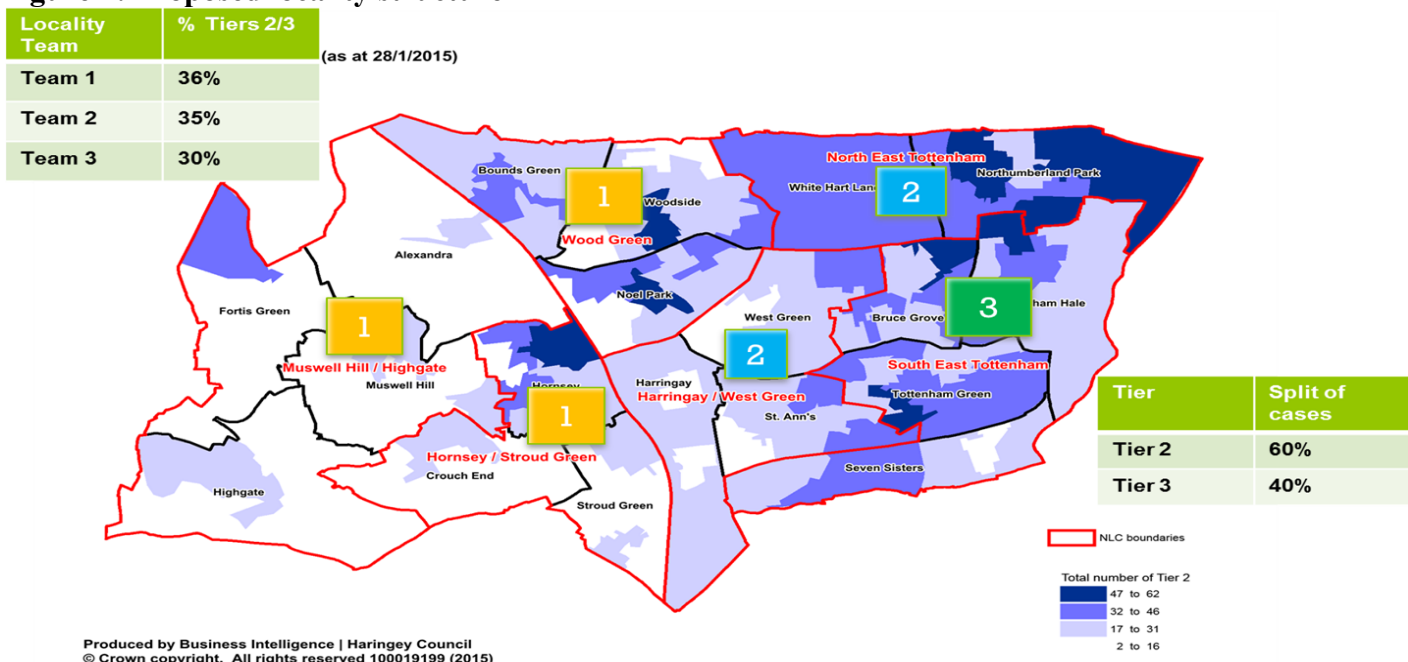 Locality Team
% Tiers 2/3
Team 1
36%
Team 2
35%
Team 3
30%
(as at 28/1/2015)
North East Tottenham
Bounds Green
Northumberland Park
White Hart Lan
2
1
Woodside
Wood Green
Alexandra
Noel Park
Fortis Green
ham Hale
3
West Green
Bruce Grove
1
2
Muswell Hill / Highgate
Muswell Hill
South East Tottenham
Hornsey
Harringay
Harringay / West Green
Tottenham Green
1
St. Ann's
Hornsey / Stroud Green
Crouch End
Seven Sisters
Highgate
Stroud Green
Tier
Split of cases
Tier 2
60%
Tier 3
40%
NLC boundaries
Total number of Tier 2
47 to 62
32 to 46
17 to 31
2 to 16
Produced by Business Intelligence | Haringey Council
© Crown copyright. All rights reserved 100019199 (2015)